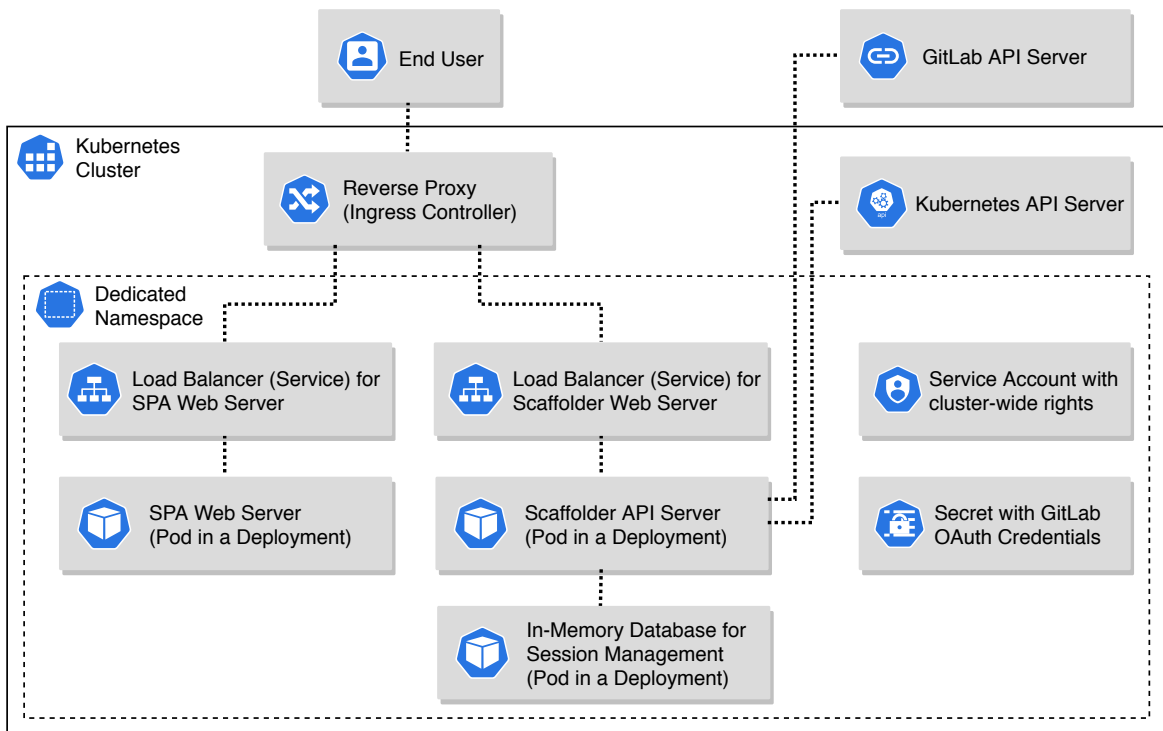 End User
GitLab API Server
Kubernetes
Cluster
Reverse Proxy
(Ingress Controller)
Kubernetes API Server
api
Dedicated
Namespace
Load Balancer (Service) for
SPA Web Server
Load Balancer (Service) for
Scaffolder Web Server
Service Account with
cluster-wide rights
SPA Web Server
(Pod in a Deployment)
Scaffolder API Server
(Pod in a Deployment)
Secret with GitLab
OAuth Credentials
In-Memory Database for
Session Management
(Pod in a Deployment)